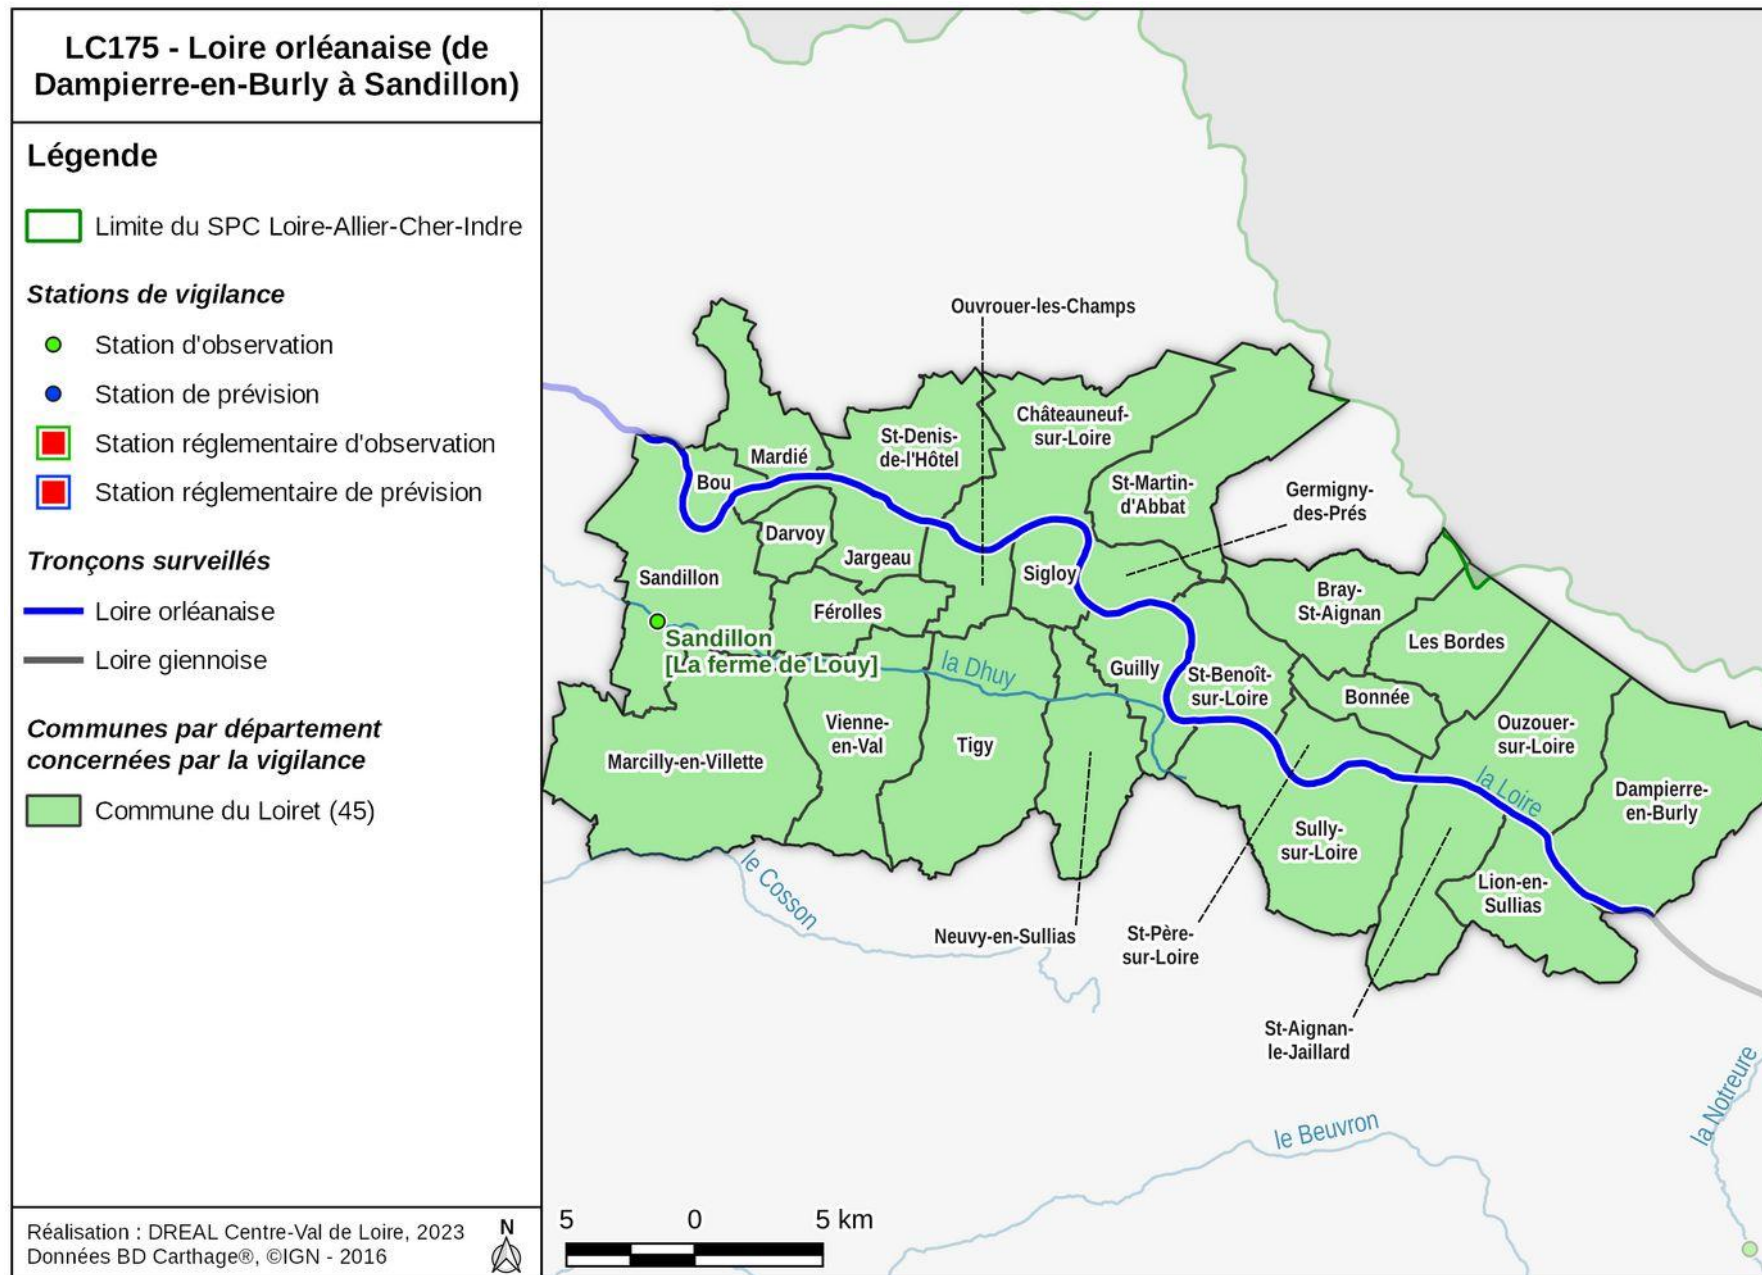 LC175 - Loire orléanaise (de
Dampierre-en-Burly à Sandillon)
Légende
Limite du SPC Loire-Allier-Cher-Indre
Stations de vigilance
Station d'observation
Station de prévision
Station réglementaire d'observation
Station réglementaire de prévision
Tronçons surveillés
Loire orléanaise
Loire giennoise
Communes par département
concernées par la vigilance
Commune du Loiret (45)
Réalisation : DREAL Centre-Val de Loire, 2023
Données BD Carthage®, ©IGN - 2016
N
Ouvrouer-les-Champs
Châteauneuf-
sur-Loire
St-Denis-
de-l'Hôtel
Mardié
Bou
St-Martin-
d'Abbat
Germigny-
des-Prés
Darvoy
Jargeau
Sandillon
Sigloy
Férolles
Bray-
St-Aignan
Les Bordes
Sandillon
[La ferme de Louy]
la Dhuy
Guilly
St-Benoît-
sur-Loire
Bonnée
Vienne-
en-Val
Tigy
Ouzouer-
sur-Loire
Marcilly-en-Villette
la Loire
Dampierre-
en-Burly
Sully-
sur-Loire
le Cosson
Lion-en-
Sullias
Neuvy-en-Sullias
St-Père-
sur-Loire
St-Aignan-
le-Jaillard
le Beuvron
la Notreure
5 0 5 km